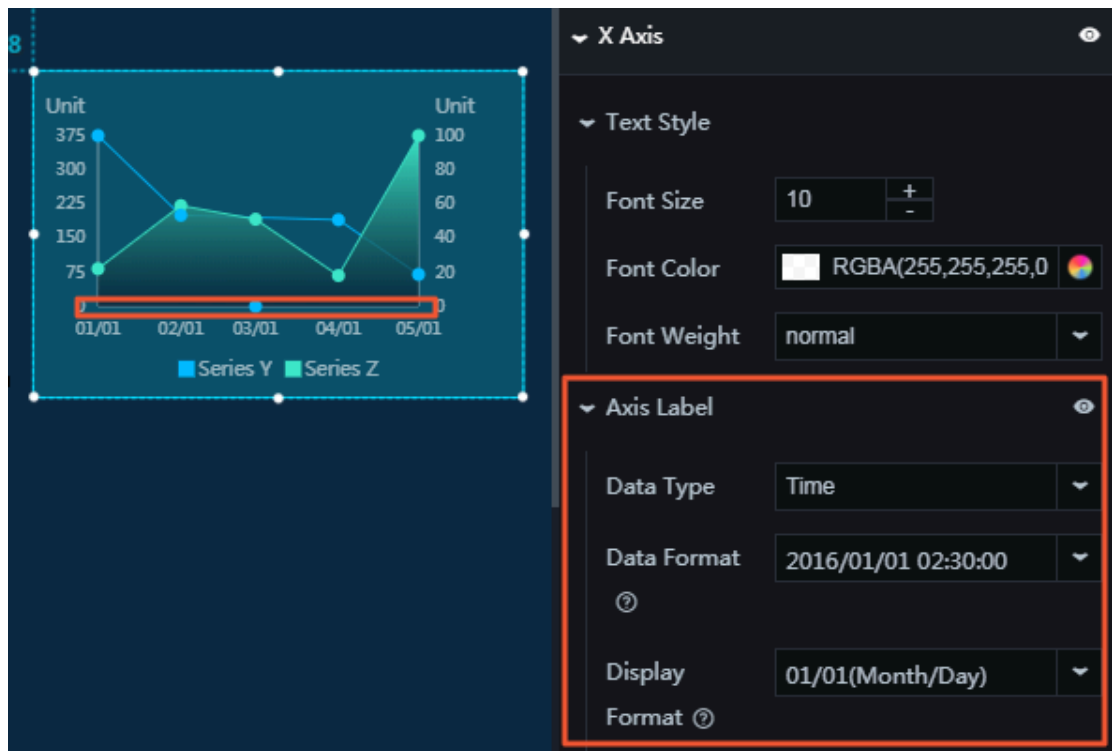 8
Unit Unit
375 100
300 80
225 60
150 40
75 20
0 0
01/01 02/01 03/01 04/01 05/01
Series Y Series Z
X Axis
Text Style
Font Size 10 + -
Font Color RGBA(255,255,255,0
Font Weight normal
Axis Label
Data Type Time
Data Format 2016/01/01 02:30:00
?
Display 01/01(Month/Day)
Format ?